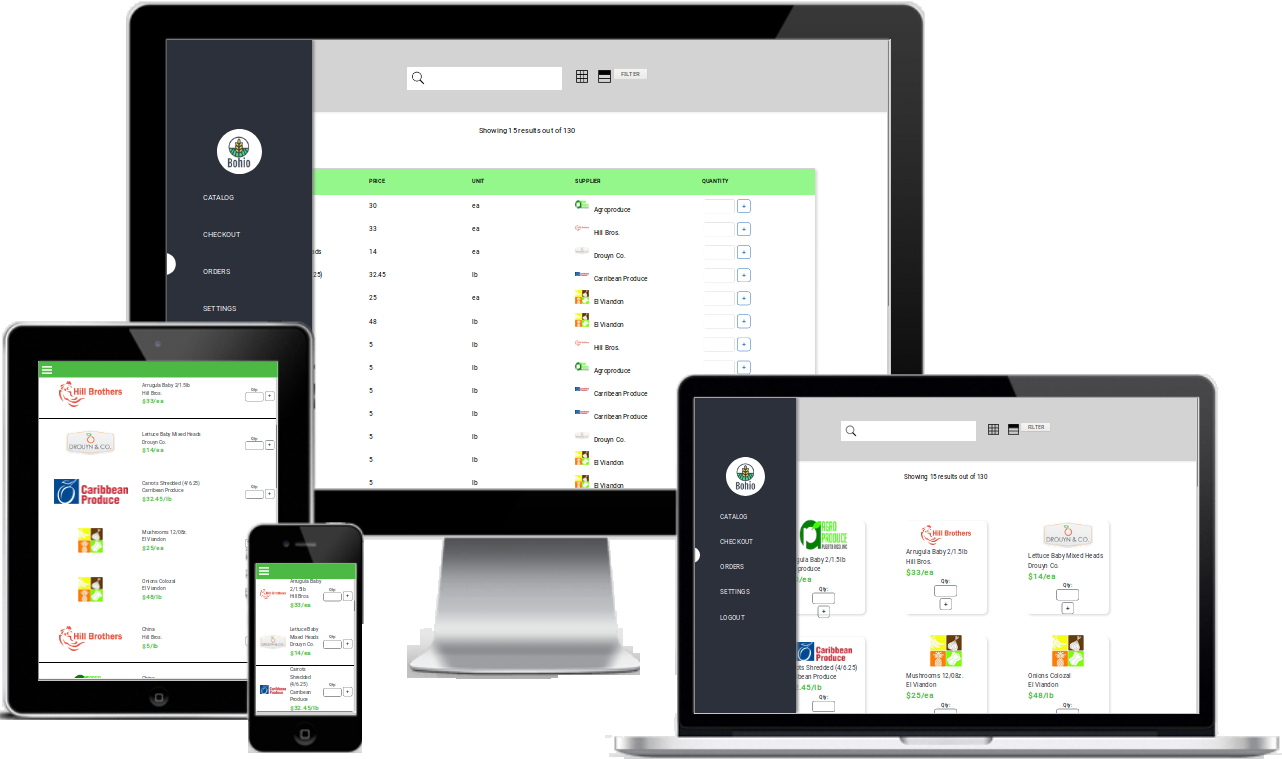 FILTER
Showing 15 results out of 130
Bohio
CATALOG
CHECKOUT
ORDERS
SETTINGS
PRICE UNIT SUPPLIER QUANTITY
30 ea Agroproduce +
33 ea Hill Bros. +
ods 14 ea Drouyn Co. +
25) 32.45 lb Carribean Produce +
25 ea El Viandon +
48 lb El Viandon +
5 lb Hill Bros. +
5 lb Agroproduce +
5 lb Carribean Produce
5 lb Carribean Produce
5 lb Drouyn Co.
5 lb El Viandon
5 lb El Viandon
Hill Brothers
Arrugula Baby 2/1.5lb
Hill Bros.
$33/ea
Qty:
+
DROUYN & CO.
Lettuce Baby Mixed Heads
Drouyn Co.
$14/ea
Qty:
+
Caribbean
Produce
Carrots Shredded (4/6.25)
Carribean Produce
$32.45/lb
Qty:
+
Mushrooms 12/08z.
El Viandon
$25/ea
Onions Colozal
El Viandon
$48/lb
Hill Brothers
China
Hill Bros.
$5/lb
China
Arrugula Baby
2/1.5lb
Hill Bros.
$33/ea
Qty:
+
Lettuce Baby
Mixed Heads
Drouyn Co.
$14/ea
Qty:
+
Caribbean
Produce
Carrots
Shredded
(4/6.25)
Carribean
Produce
$32.45/lb
Qty:
+
FILTER
Showing 15 results out of 130
Bohio
CATALOG
CHECKOUT
ORDERS
SETTINGS
LOGOUT
AGRO
PRODUCE
gula Baby 2/1.5lb
produce
/ea
Qty:
+
Hill Brothers
Arrugula Baby 2/1.5lb
Hill Bros.
$33/ea
Qty:
+
DROUYN & CO.
Lettuce Baby Mixed Heads
Drouyn Co.
$14/ea
Qty:
+
Caribbean
Produce
ots Shredded (4/6.25)
bean Produce
.45/lb
Qty:
Mushrooms 12/08z.
El Viandon
$25/ea
Qty:
Onions Colozal
El Viandon
$48/lb
Qty: